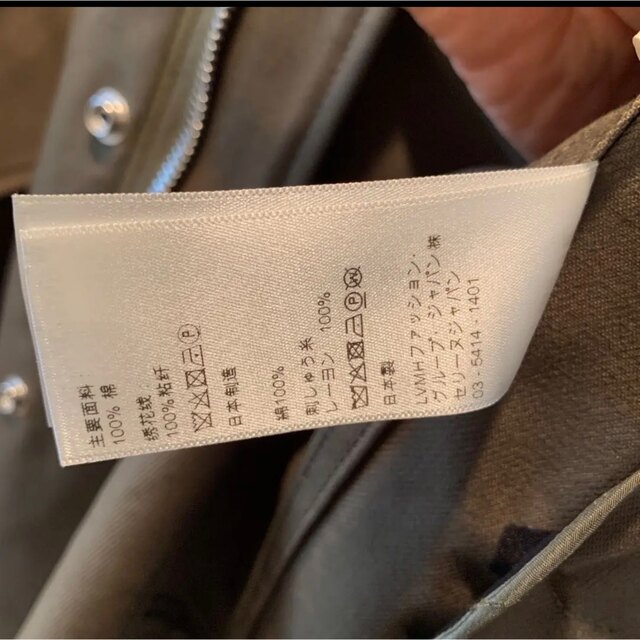 主要面料
100% 棉
绣花线:
100%粘纤
日本制造
綿100%
刺しゅう糸
レーヨン 100%
日本製
LVMHファッション・
グループ・ジャパン㈱
セリーヌジャパン
03 - 5414 - 1401